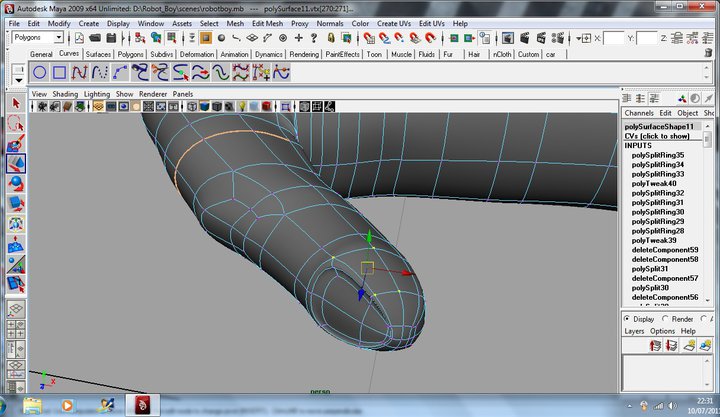 Autodesk Maya 2009 x64 Unlimited: D:\Robot_Boy\scenes\robotboy.mb --- polySurface11.vtx[270:271]...
File Edit Modify Create Display Window Assets Select Mesh Edit Mesh Proxy Normals Color Create UVs Edit UVs Help
Polygons
X: Y: Z:
General Curves Surfaces Polygons Subdivs Deformation Animation Dynamics Rendering PaintEffects Toon Muscle Fluids Fur Hair nCloth Custom car
View Shading Lighting Show Renderer Panels
Channels Edit Object Show
polySurfaceShape11
CVs (click to show)
INPUTS
polySplitRing35
polySplitRing34
polySplitRing33
polyTweak40
polySplitRing32
polySplitRing31
polySplitRing30
polySplitRing29
polySplitRing28
polyTweak39
deleteComponent59
deleteComponent58
polySplit31
deleteComponent57
polySplit30
deleteComponent56
Display Render
Layers Options Help
persp
y
z x
22:31